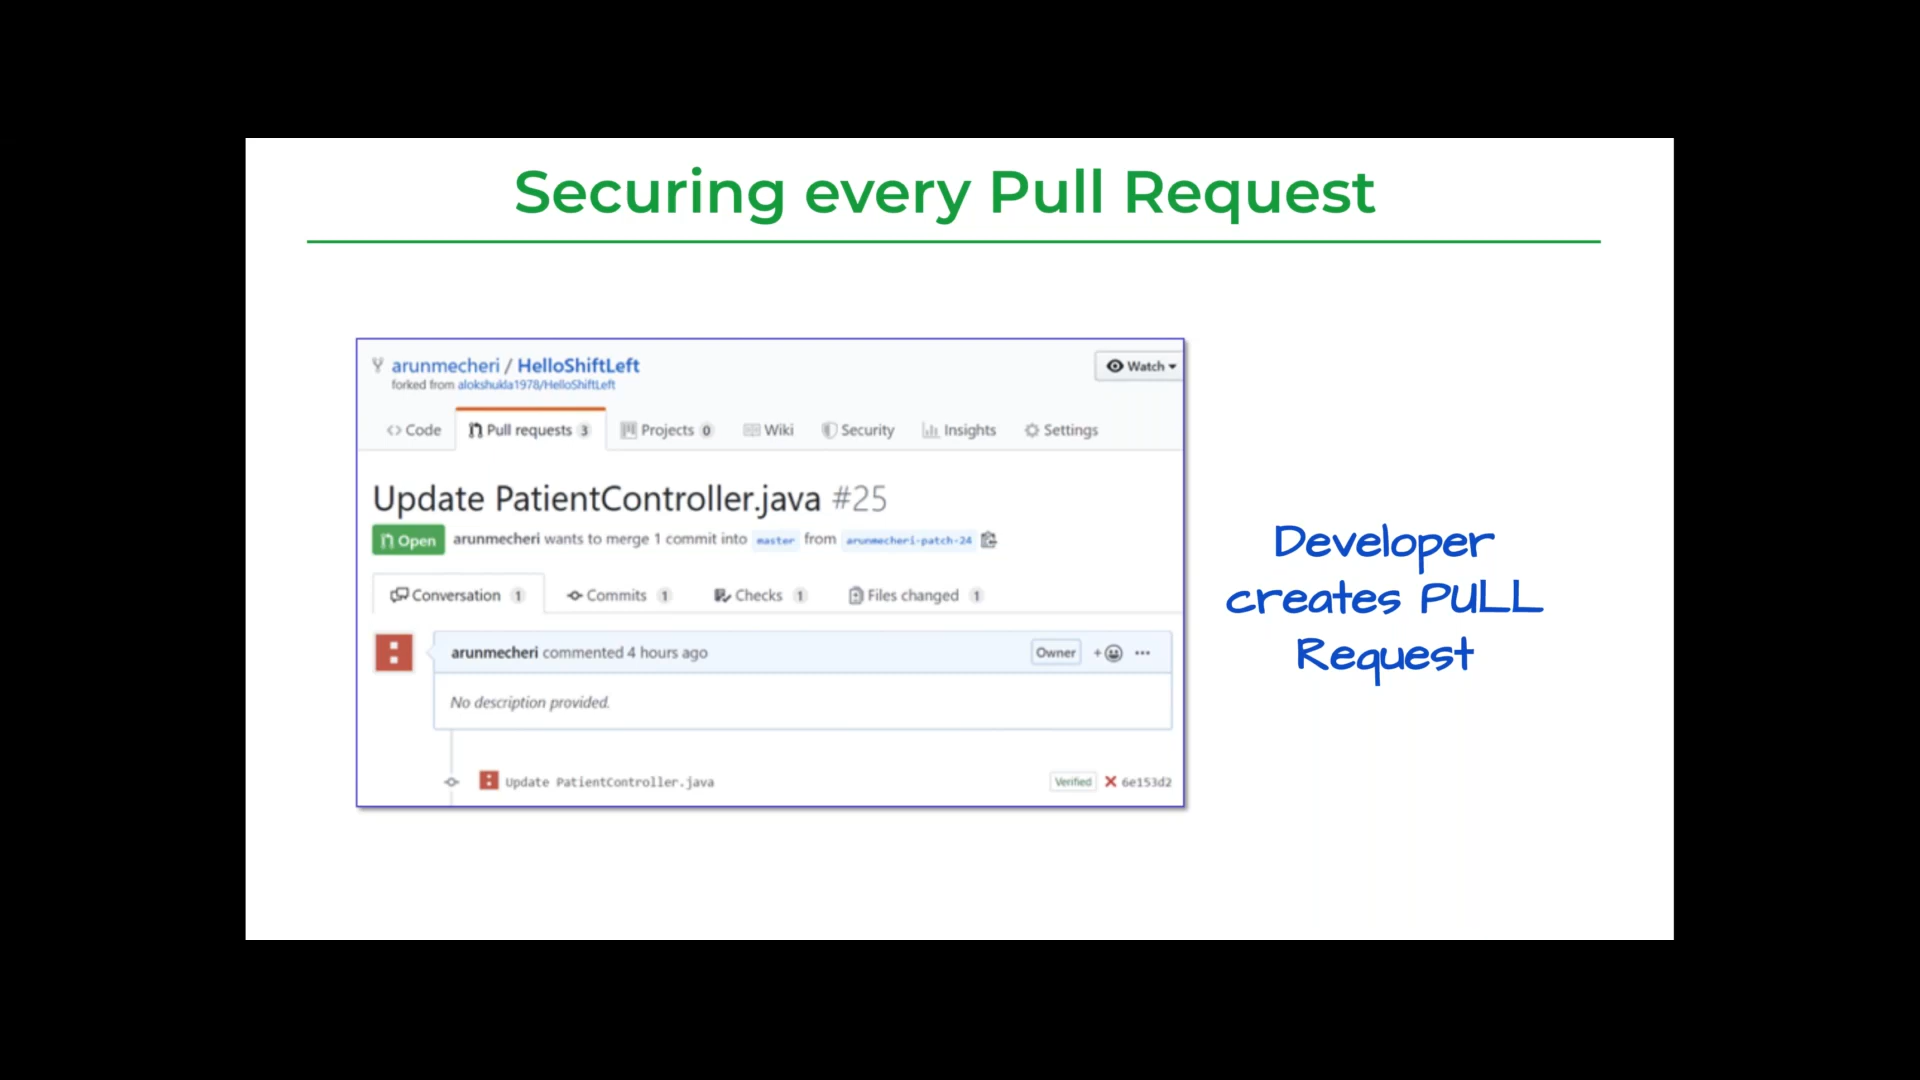 Securing every Pull Request
arunmecheri / HelloShiftLeft
forked from alokshukla1978/HelloShiftLeft
Watch
Code Pull requests 3 Projects 0 Wiki Security Insights Settings
Update PatientController.java #25
Open arunmecheri wants to merge 1 commit into master from arunmecheri-patch-24
Conversation 1 Commits 1 Checks 1 Files changed 1
arunmecheri commented 4 hours ago Owner + ...
No description provided.
Update PatientController.java Verified 6e153d2
Developer
creates PULL
Request